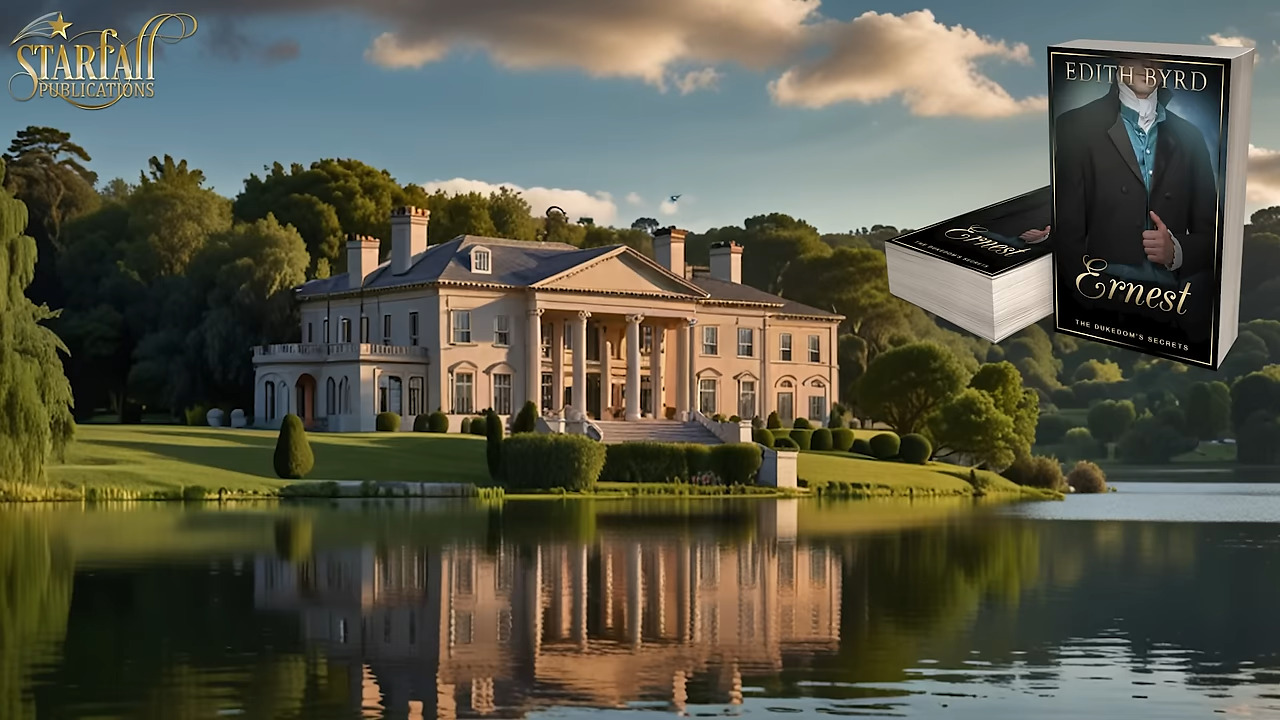 STARfall
PUBLICATIONS
EDITH BYRD
Ernest
THE DUKEDOM'S SECRETS
Ernest
THE DUKEDOM'S SECRETS